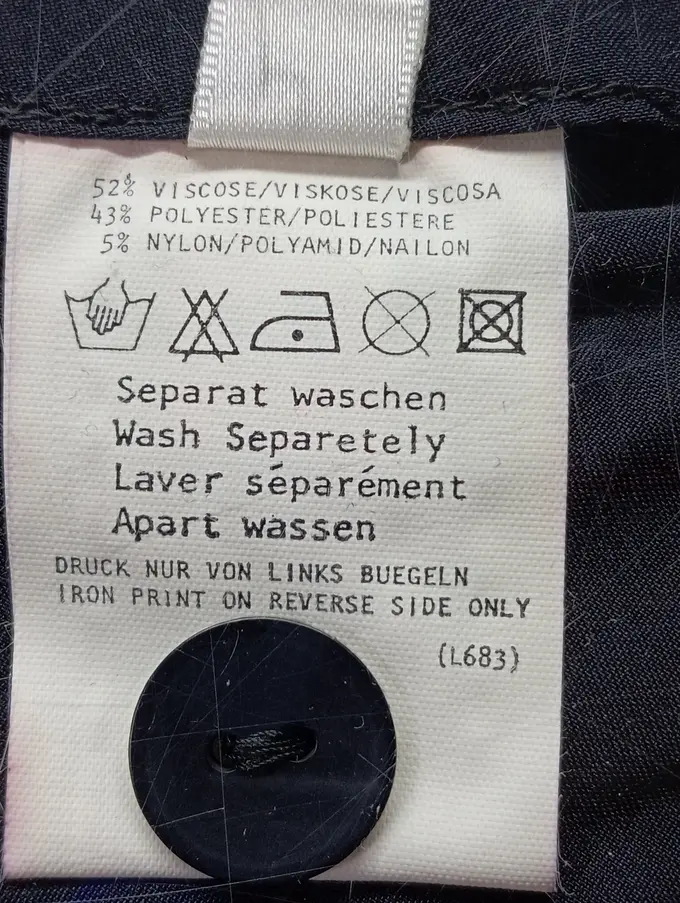 52% VISCOSE/VISKOSE/VISCOSA
43% POLYESTER/POLIESTERE
5% NYLON/POLYAMID/NAILON
Separat waschen
Wash Separetely
Laver séparément
Apart wassen
DRUCK NUR VON LINKS BUEGELN
IRON PRINT ON REVERSE SIDE ONLY
(L683)